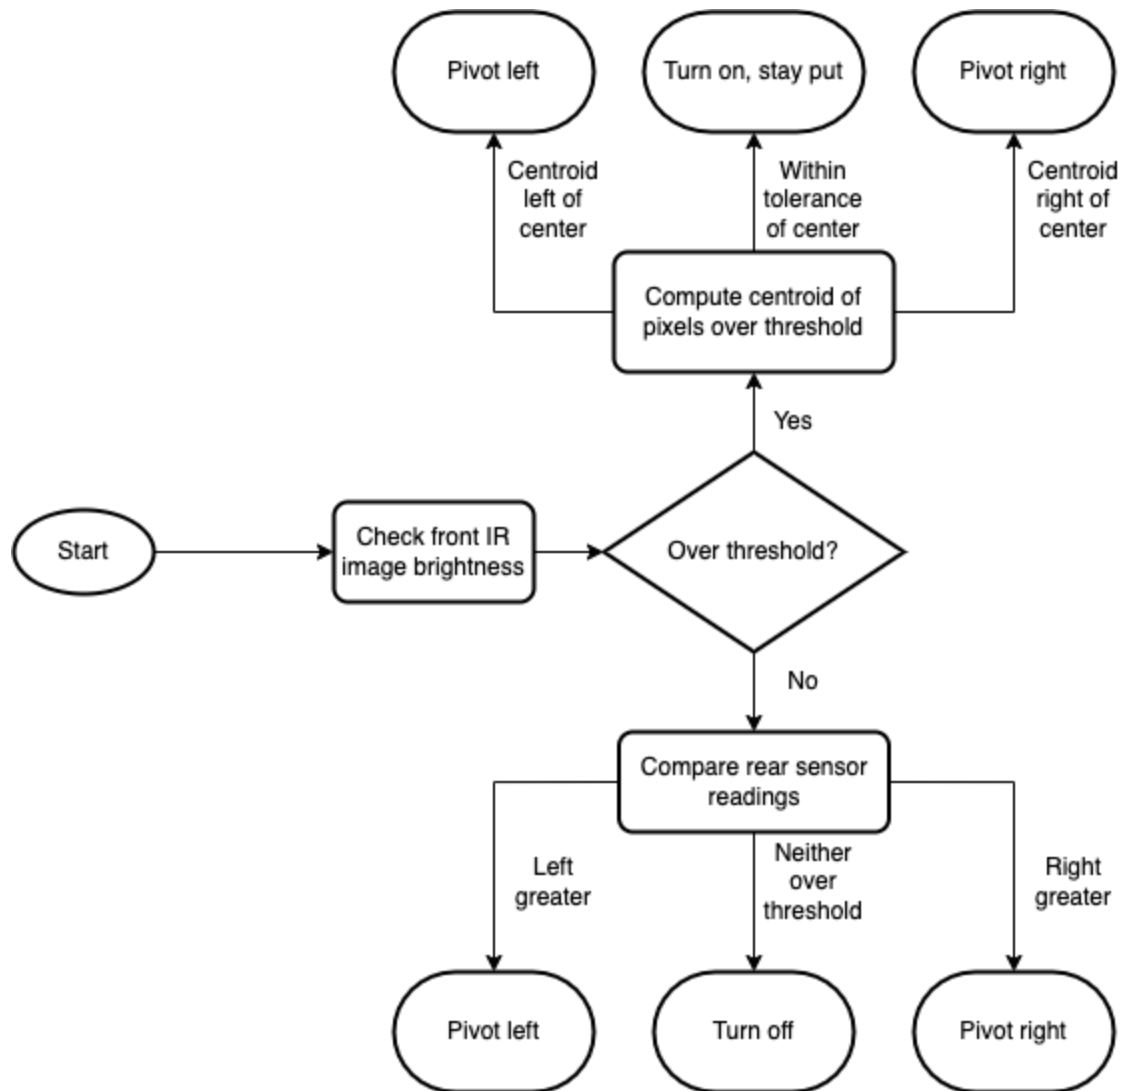 Pivot left
Turn on, stay put
Pivot right
Centroid
left of
center
Within
tolerance
of center
Centroid
right of
center
Compute centroid of
pixels over threshold
Yes
Start
Check front IR
image brightness
Over threshold?
No
Compare rear sensor
readings
Left
greater
Neither
over
threshold
Right
greater
Pivot left
Turn off
Pivot right